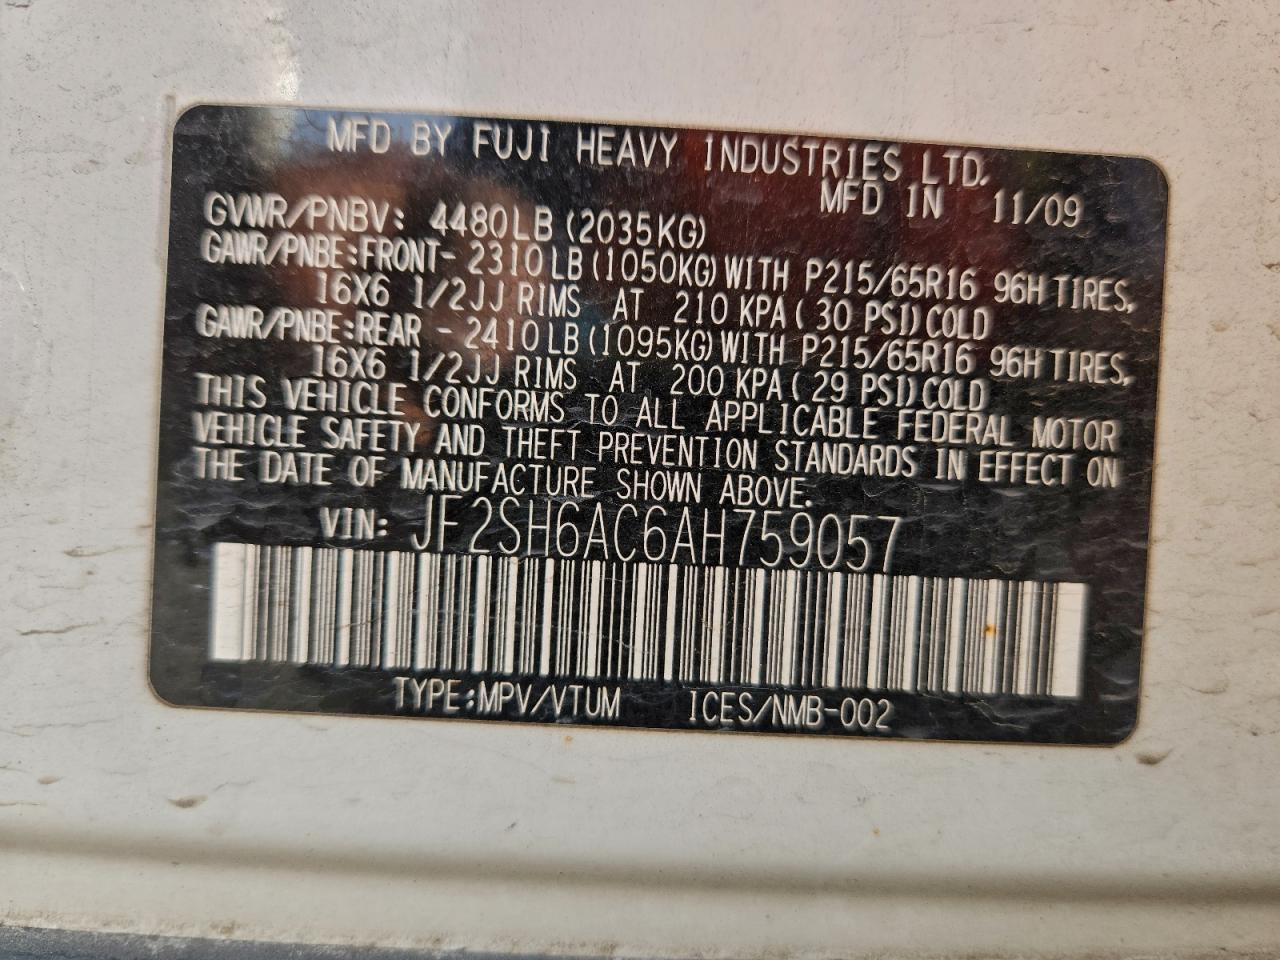 MFD BY FUJI HEAVY INDUSTRIES LTD.
MFD IN 11/09
GVWR/PNBV: 4480LB (2035KG)
GAWR/PNBE:FRONT- 2310LB(1050KG)WITH P215/65R16 96H TIRES,
16X6 1/2JJ RIMS AT 210 KPA(30 PSI)COLD
GAWR/PNBE:REAR - 2410LB(1095KG)WITH P215/65R16 96H TIRES,
16X6 1/2JJ RIMS AT 200 KPA(29 PSI)COLD
THIS VEHICLE CONFORMS TO ALL APPLICABLE FEDERAL MOTOR
VEHICLE SAFETY AND THEFT PREVENTION STANDARDS IN EFFECT ON
THE DATE OF MANUFACTURE SHOWN ABOVE.
VIN: JF2SH6AC6AH759057
TYPE:MPV/VTUM ICES/NMB-002